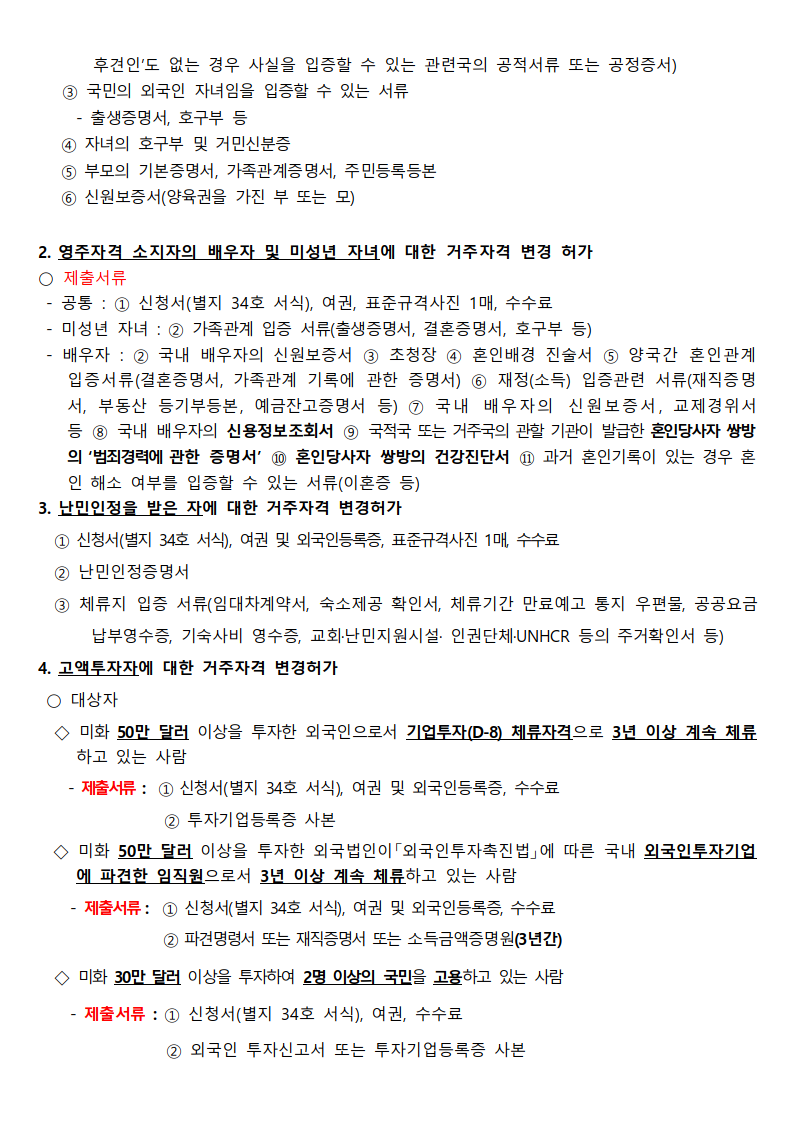 후견인‘도 없는 경우 사실을 입증할 수 있는 관련국의 공적서류 또는 공정증서)
③ 국민의 외국인 자녀임을 입증할 수 있는 서류
- 출생증명서, 호구부 등
④ 자녀의 호구부 및 거민신분증
⑤ 부모의 기본증명서, 가족관계증명서, 주민등록등본
⑥ 신원보증서(양육권을 가진 부 또는 모)
2. 영주자격 소지자의 배우자 및 미성년 자녀에 대한 거주자격 변경 허가
○ 제출서류
- 공통 : ① 신청서(별지 34호 서식), 여권, 표준규격사진 1매, 수수료
- 미성년 자녀 : ② 가족관계 입증 서류(출생증명서, 결혼증명서, 호구부 등)
- 배우자 : ② 국내 배우자의 신원보증서 ③ 초청장 ④ 혼인배경 진술서 ⑤ 양국간 혼인관계
입증서류(결혼증명서, 가족관계 기록에 관한 증명서) ⑥ 재정(소득) 입증관련 서류(재직증명
서, 부동산 등기부등본, 예금잔고증명서 등) ⑦ 국내 배우자의 신원보증서, 교제경위서
등 ⑧ 국내 배우자의 신용정보조회서 ⑨ 국적국 또는 거주국의 관할 기관이 발급한 혼인당사자 쌍방
의 ‘범죄경력에 관한 증명서’ ⑩ 혼인당사자 쌍방의 건강진단서 ⑪ 과거 혼인기록이 있는 경우 혼
인 해소 여부를 입증할 수 있는 서류(이혼증 등)
3. 난민인정을 받은 자에 대한 거주자격 변경허가
① 신청서(별지 34호 서식), 여권 및 외국인등록증, 표준규격사진 1매, 수수료
② 난민인정증명서
③ 체류지 입증 서류(임대차계약서, 숙소제공 확인서, 체류기간 만료예고 통지 우편물, 공공요금
납부영수증, 기숙사비 영수증, 교회·난민지원시설· 인권단체·UNHCR 등의 주거확인서 등)
4. 고액투자자에 대한 거주자격 변경허가
○ 대상자
◇ 미화 50만 달러 이상을 투자한 외국인으로서 기업투자(D-8) 체류자격으로 3년 이상 계속 체류
하고 있는 사람
- 제출서류 : ① 신청서(별지 34호 서식), 여권 및 외국인등록증, 수수료
② 투자기업등록증 사본
◇ 미화 50만 달러 이상을 투자한 외국법인이「외국인투자촉진법」에 따른 국내 외국인투자기업
에 파견한 임직원으로서 3년 이상 계속 체류하고 있는 사람
- 제출서류 : ① 신청서(별지 34호 서식), 여권 및 외국인등록증, 수수료
② 파견명령서 또는 재직증명서 또는 소득금액증명원(3년간)
◇ 미화 30만 달러 이상을 투자하여 2명 이상의 국민을 고용하고 있는 사람
- 제출서류 : ① 신청서(별지 34호 서식), 여권, 수수료
② 외국인 투자신고서 또는 투자기업등록증 사본